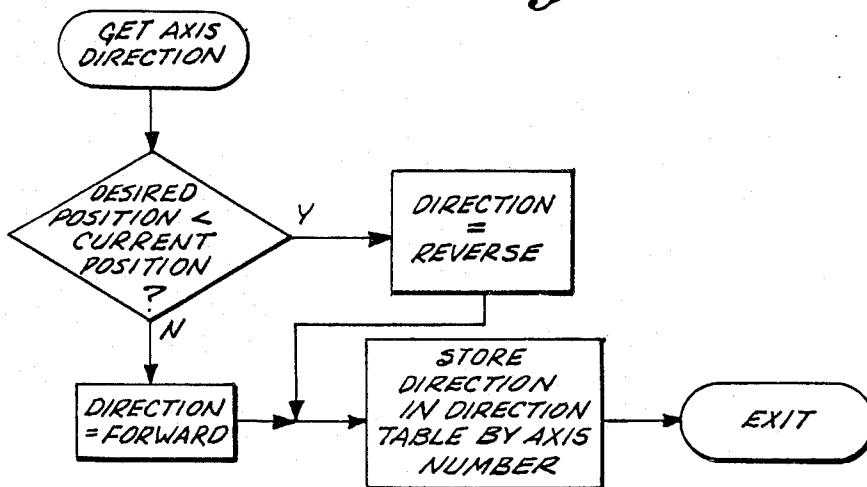 GET AXIS
DIRECTION
DESIRED
POSITION <
CURRENT
POSITION
?
Y
DIRECTION
=
REVERSE
N
DIRECTION
=FORWARD
STORE
DIRECTION
IN DIRECTION
TABLE BY AXIS
NUMBER
EXIT